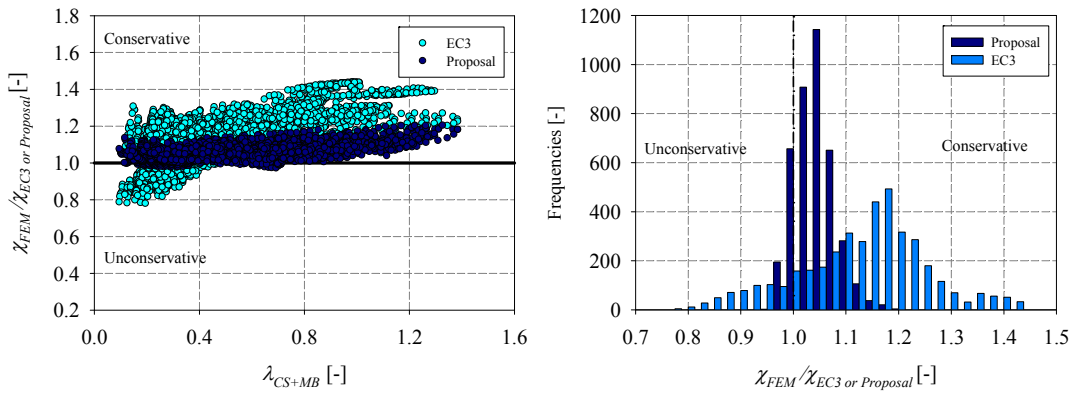 1.8
1.6
1.4
1.2
1.0
0.8
0.6
0.4
0.2
0.0
0.4
0.8
1.2
1.6
χFEM/χEC3 or Proposal [-]
λCS+MB [-]
Conservative
Unconservative
EC3
Proposal
1200
1000
800
600
400
200
0
0.7
0.8
0.9
1.0
1.1
1.2
1.3
1.4
1.5
Frequencies [-]
χFEM/χEC3 or Proposal [-]
Unconservative
Conservative
Proposal
EC3